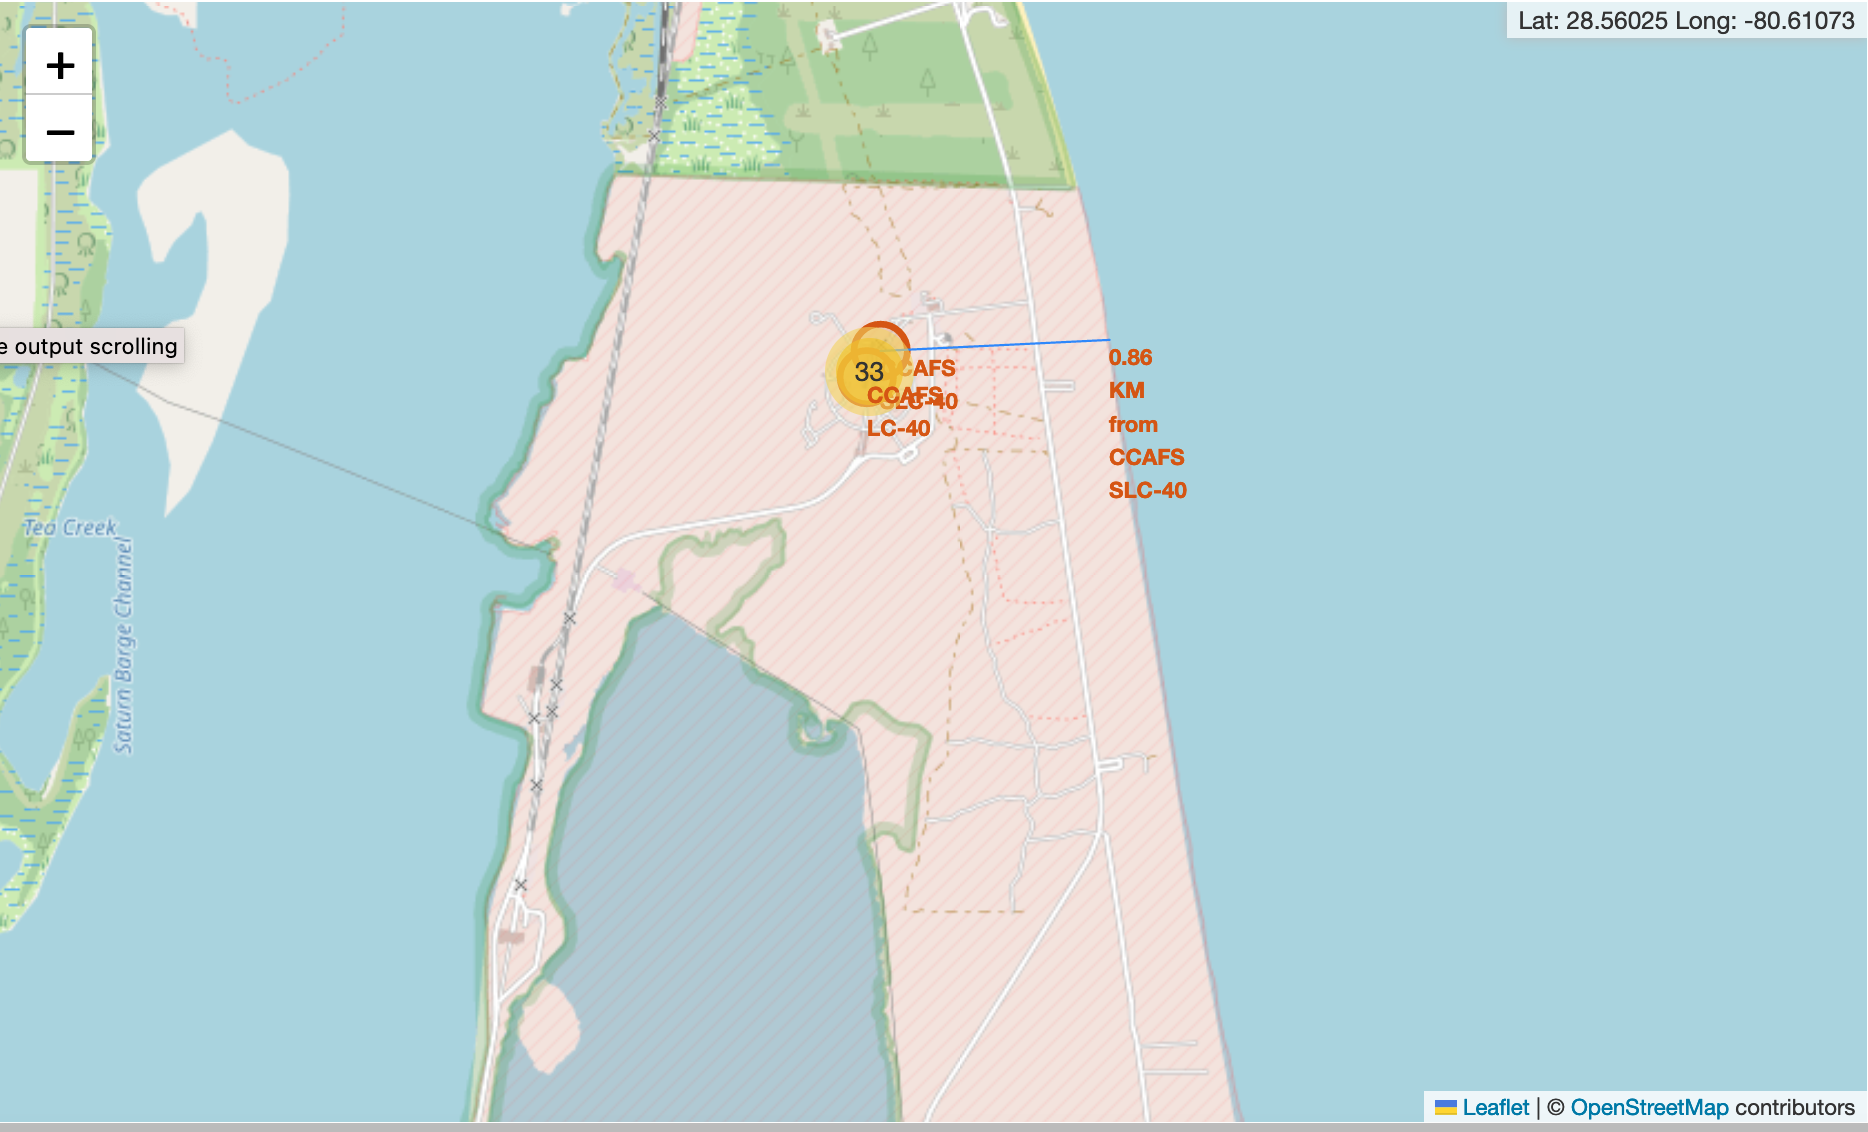 +
−
Lat: 28.56025 Long: -80.61073
e output scrolling
33
CAFS
CCAFS
SLC-40
LC-40
0.86
KM
from
CCAFS
SLC-40
Tea Creek
Saturn Barge Channel
Leaflet | © OpenStreetMap contributors